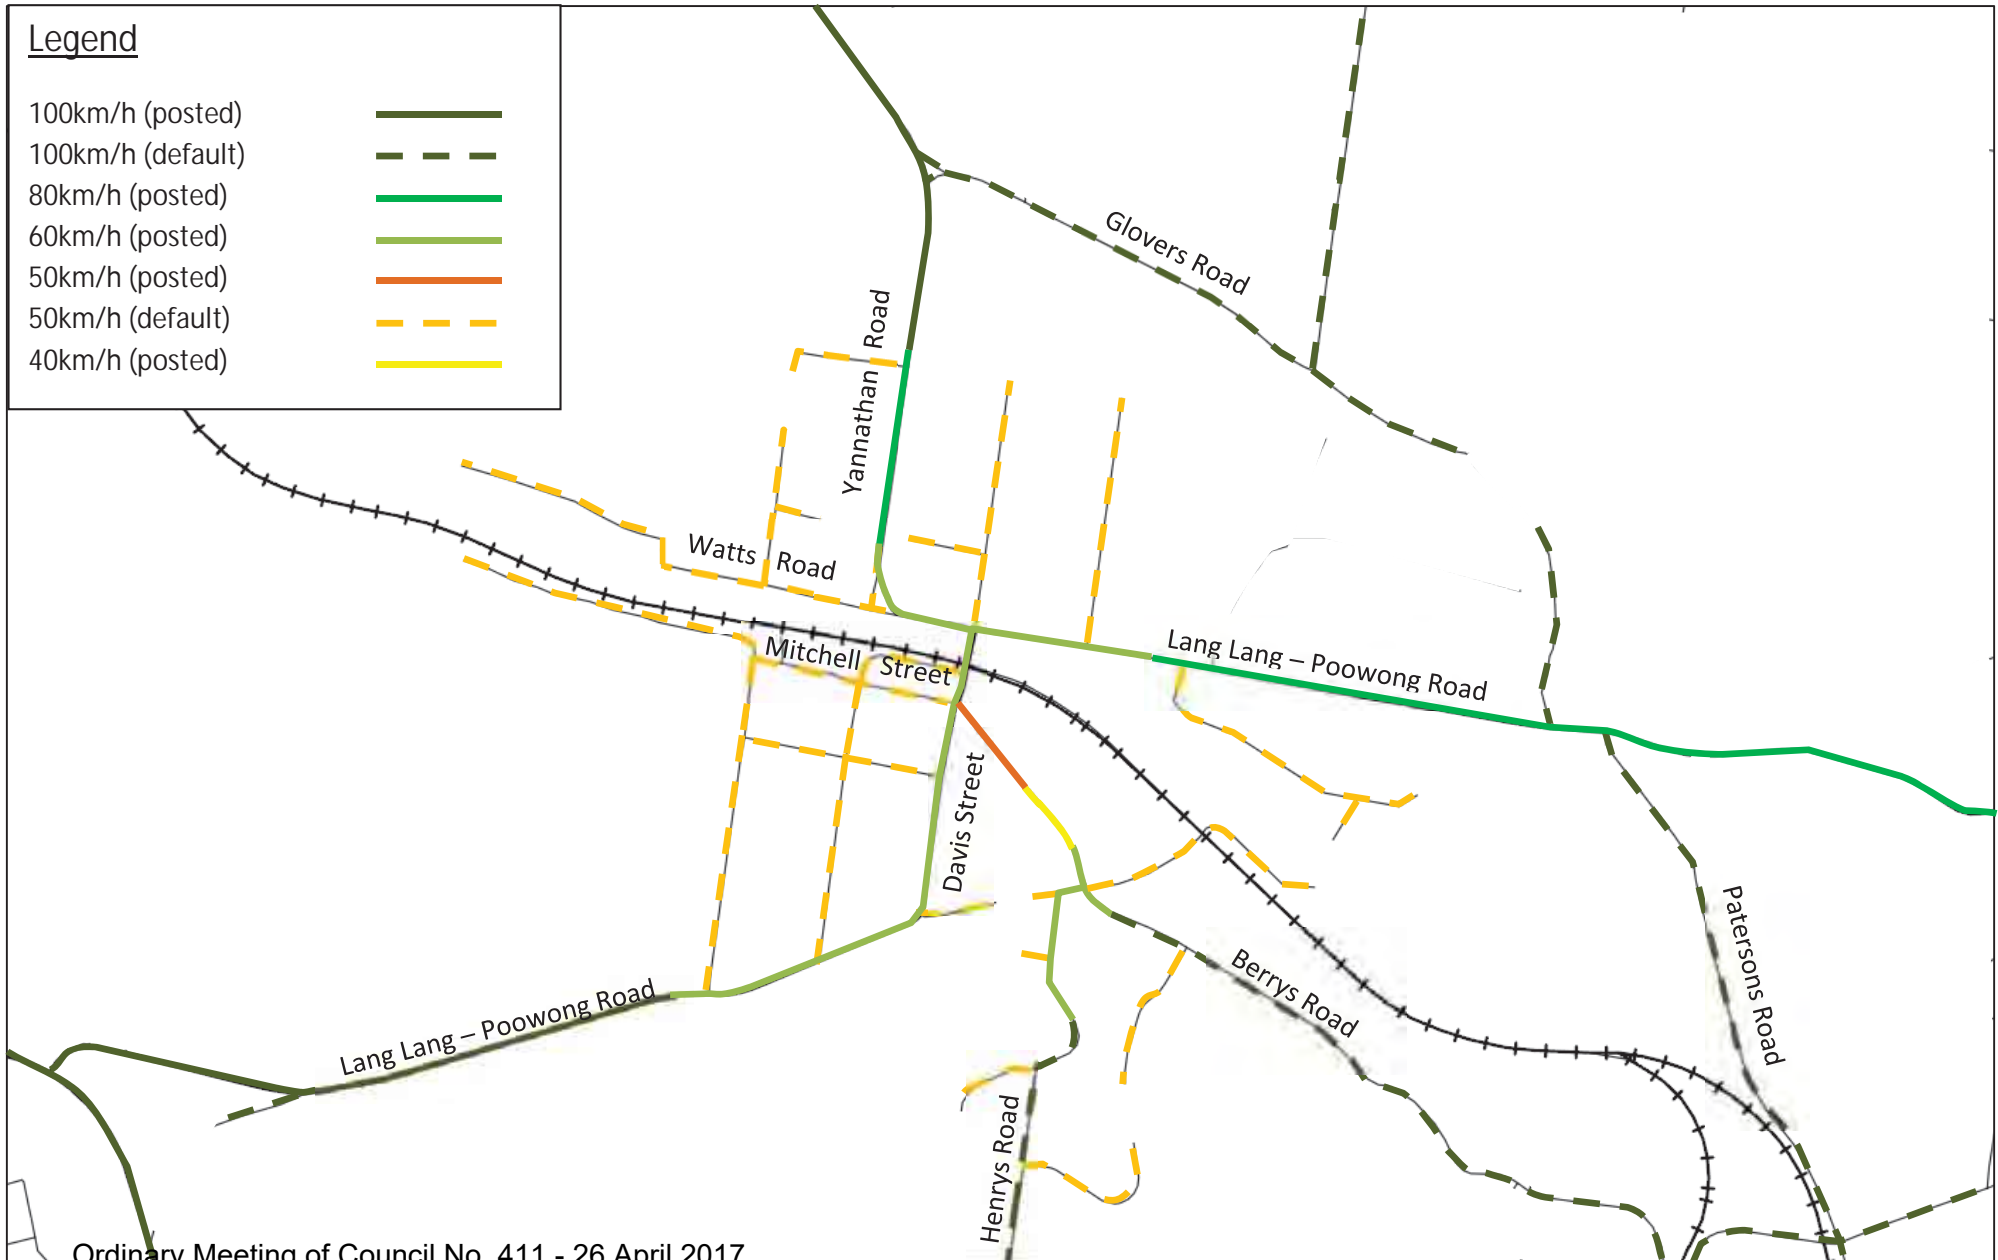 Legend
100km/h (posted)
100km/h (default)
80km/h (posted)
60km/h (posted)
50km/h (posted)
50km/h (default)
40km/h (posted)
Glovers Road
Yannathan Road
Watts Road
Mitchell Street
Lang Lang – Poowong Road
Davis Street
Patersons Road
Berrys Road
Lang Lang – Poowong Road
Henrys Road
Ordinary Meeting of Council No. 411 - 26 April 2017